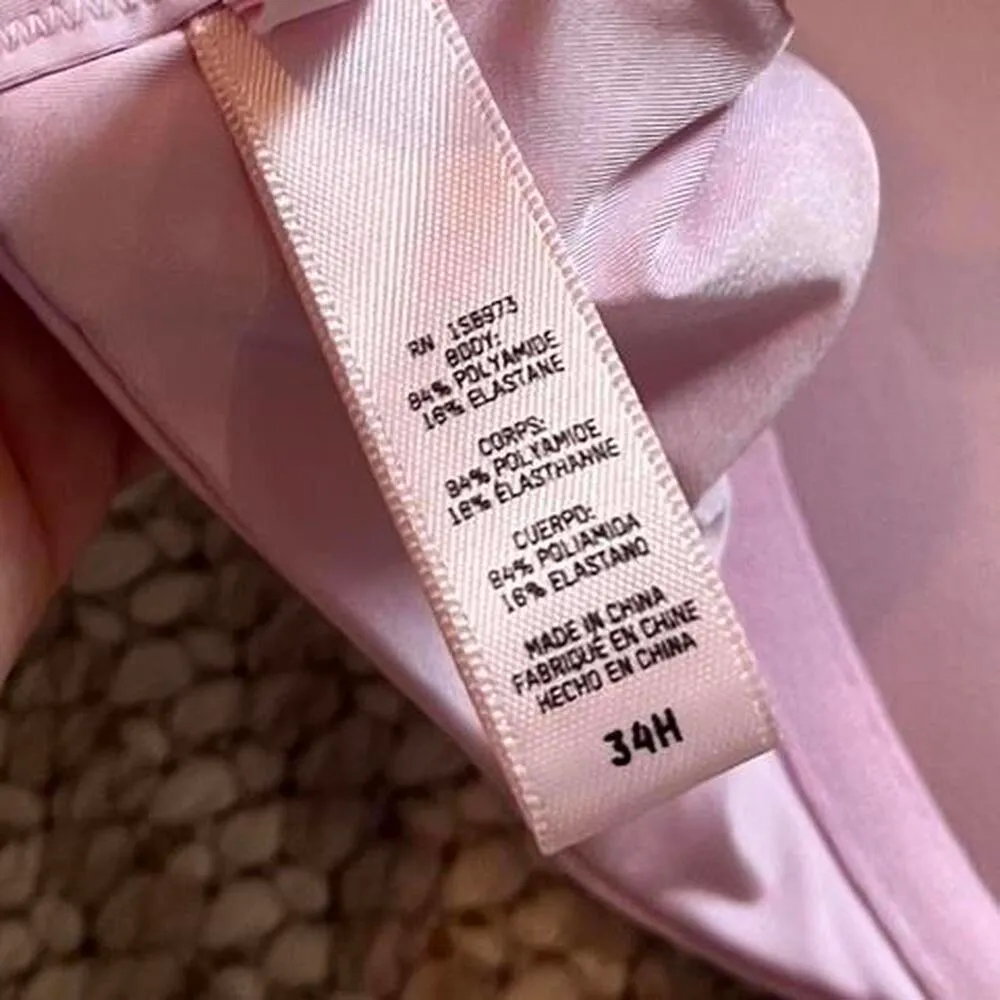 RN 158973
BODY:
84% POLYAMIDE
16% ELASTANE
CORPS:
84% POLYAMIDE
16% ÉLASTHANNE
CUERPO:
84% POLIAMIDA
16% ELASTANO
MADE IN CHINA
FABRIQUÉ EN CHINE
HECHO EN CHINA
34H